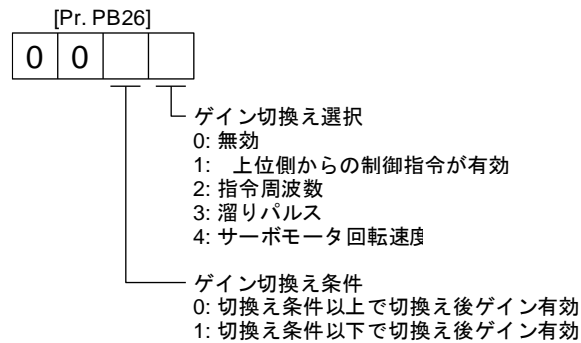 [Pr. PB26]
0 0
ゲイン切換え選択
0: 無効
1: 上位側からの制御指令が有効
2: 指令周波数
3: 溜りパルス
4: サーボモータ回転速度
ゲイン切換え条件
0: 切換え条件以上で切換え後ゲイン有効
1: 切換え条件以下で切換え後ゲイン有効